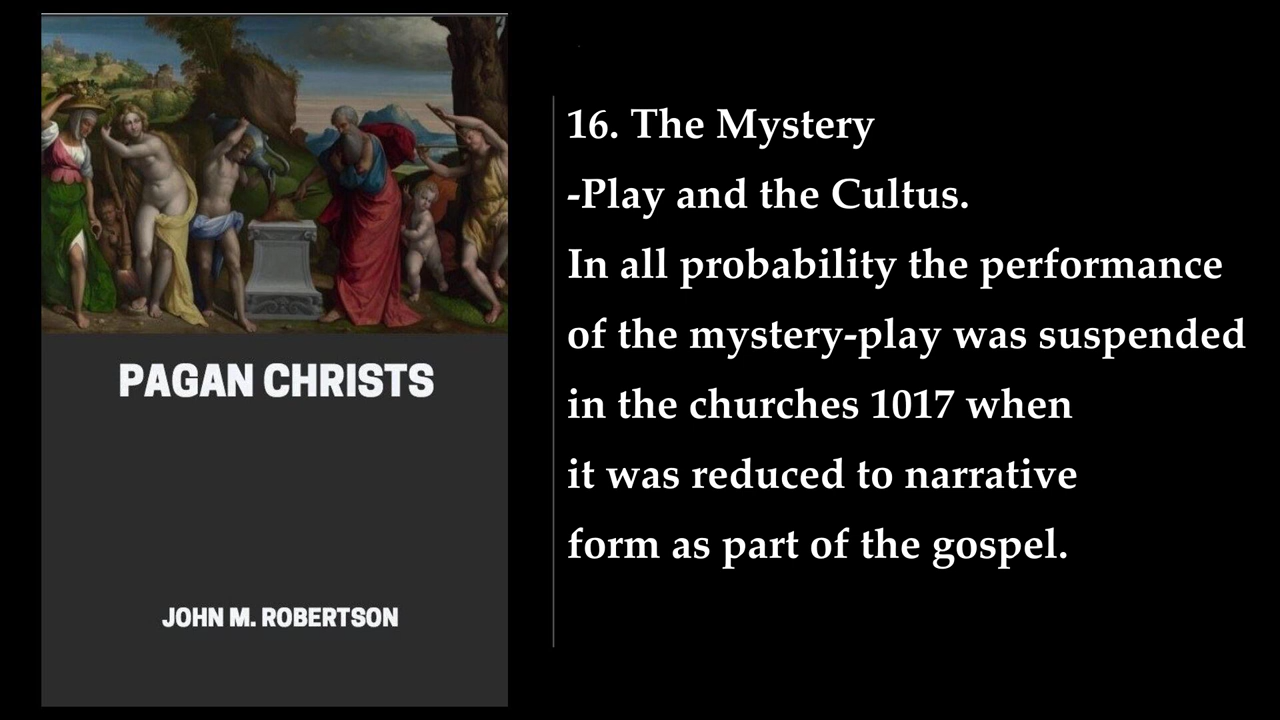 PAGAN CHRISTS
JOHN M. ROBERTSON
16. The Mystery
-Play and the Cultus.
In all probability the performance
of the mystery-play was suspended
in the churches 1017 when
it was reduced to narrative
form as part of the gospel.